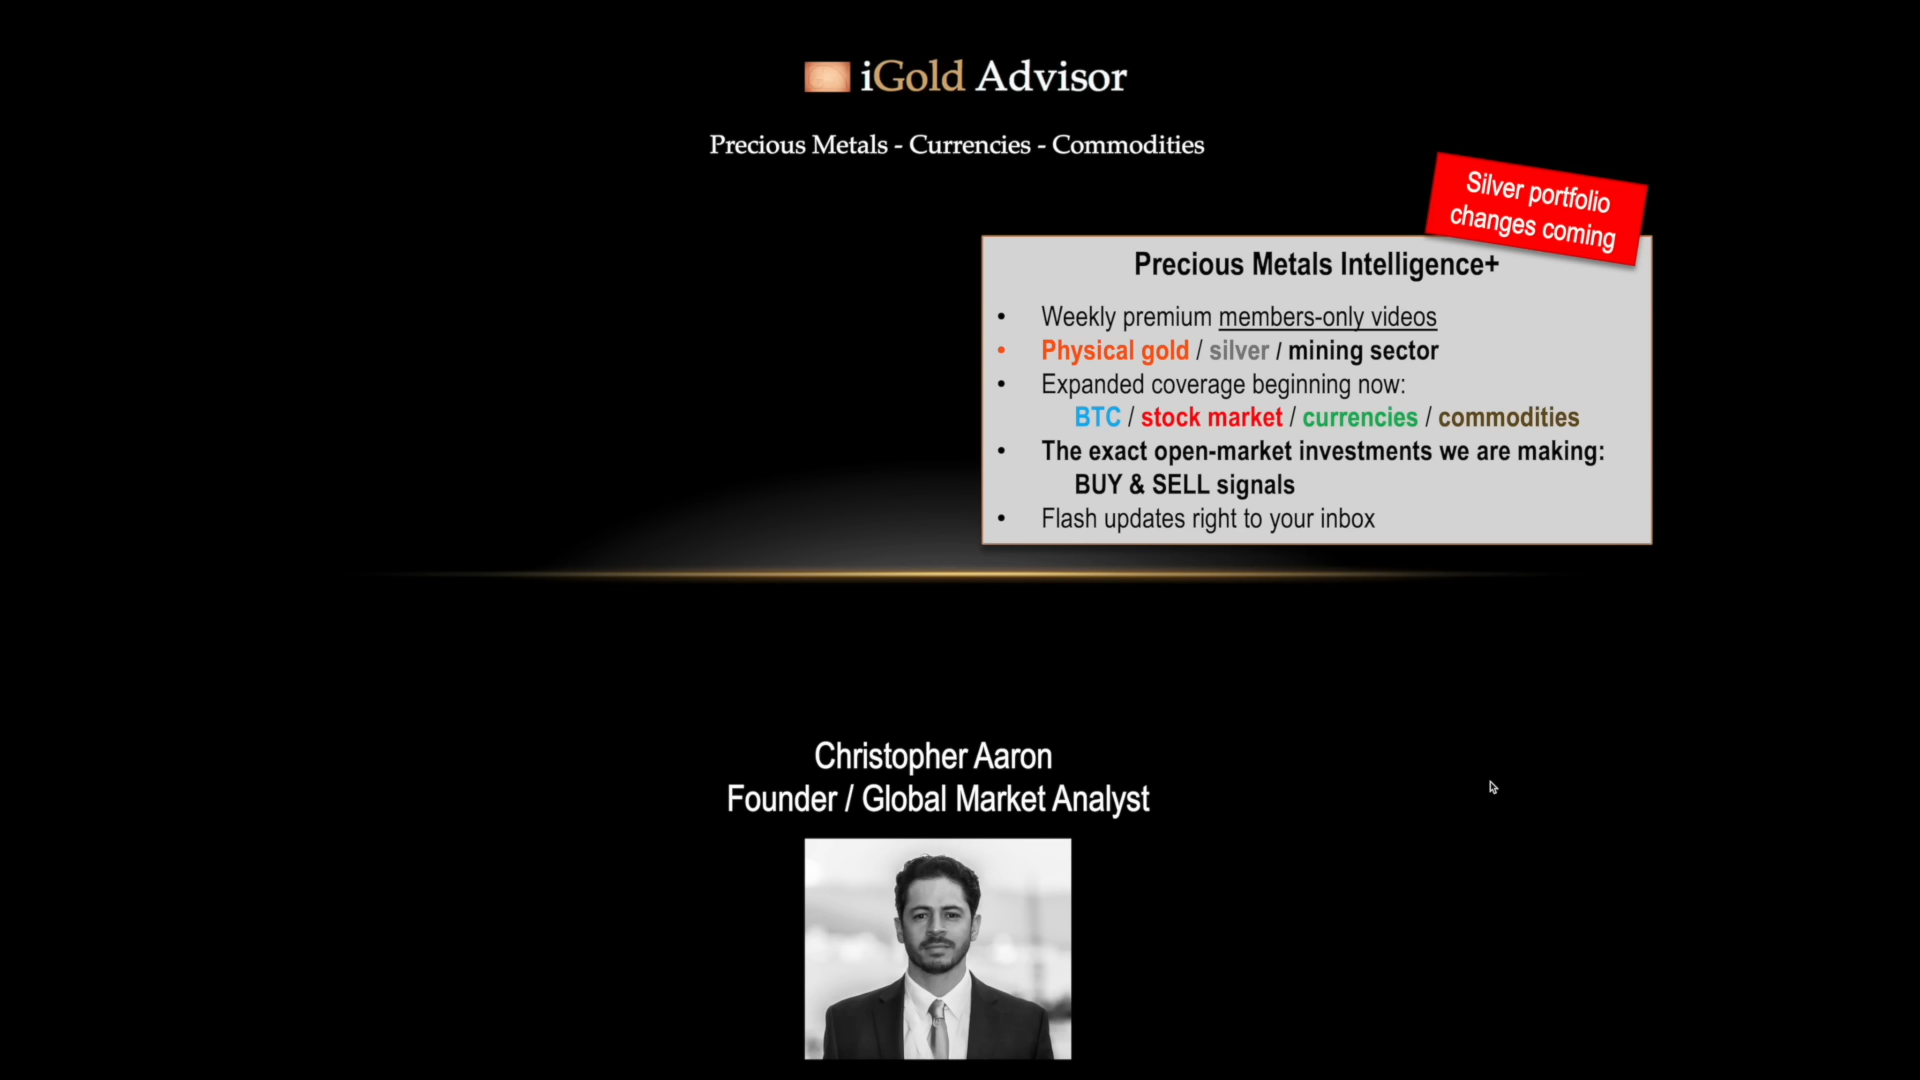 iGold Advisor
Precious Metals - Currencies - Commodities
Silver portfolio
changes coming
Precious Metals Intelligence+
• Weekly premium members-only videos
• Physical gold / silver / mining sector
• Expanded coverage beginning now:
BTC / stock market / currencies / commodities
• The exact open-market investments we are making:
BUY & SELL signals
• Flash updates right to your inbox
Christopher Aaron
Founder / Global Market Analyst